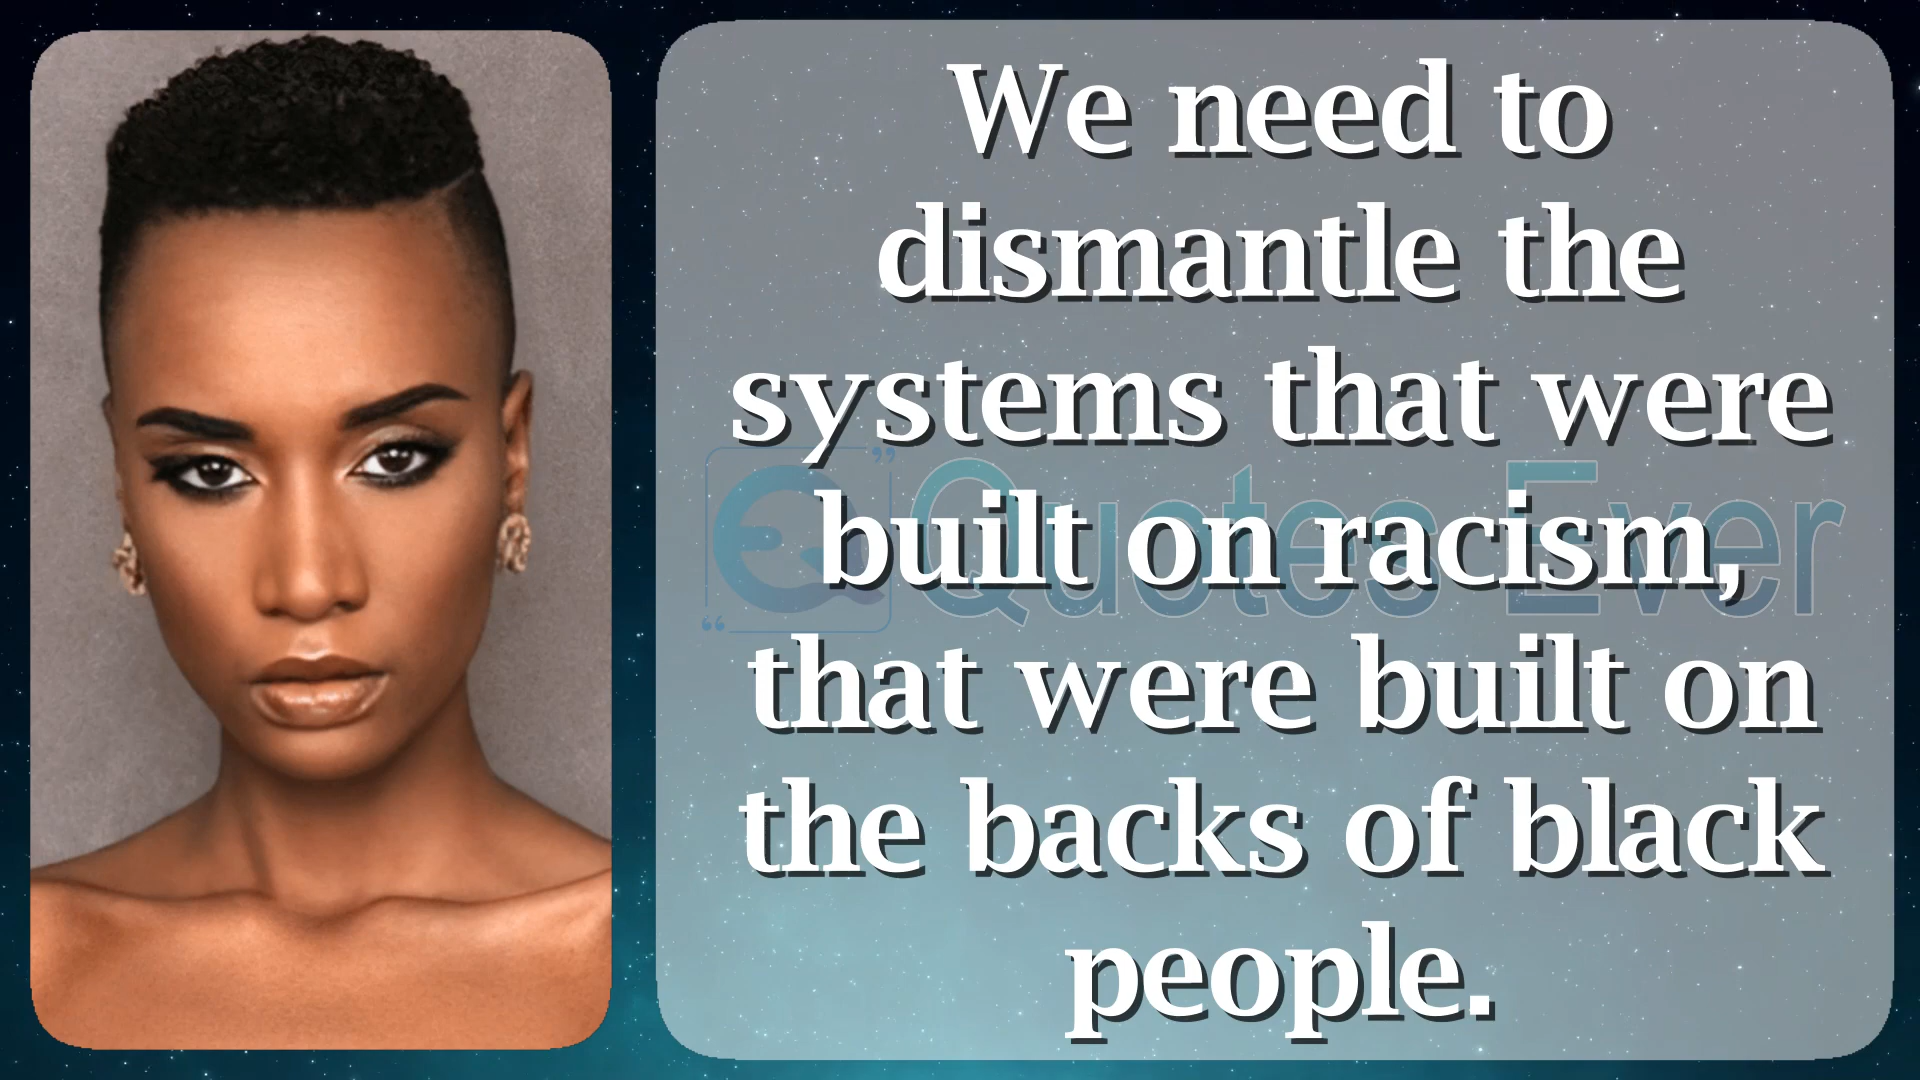 We need to
dismantle the
systems that were
built on racism,
that were built on
the backs of black
people.
Quotes Ever